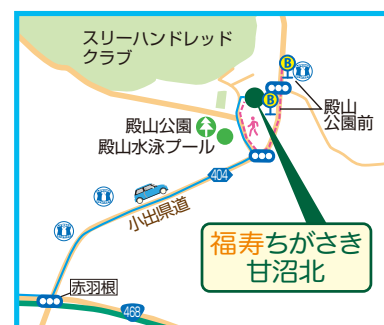 スリーハンドレッド
クラブ
B
B
殿山
公園前
殿山公園
殿山水泳プール
404
小出県道
福寿ちがさき
甘沼北
赤羽根
468